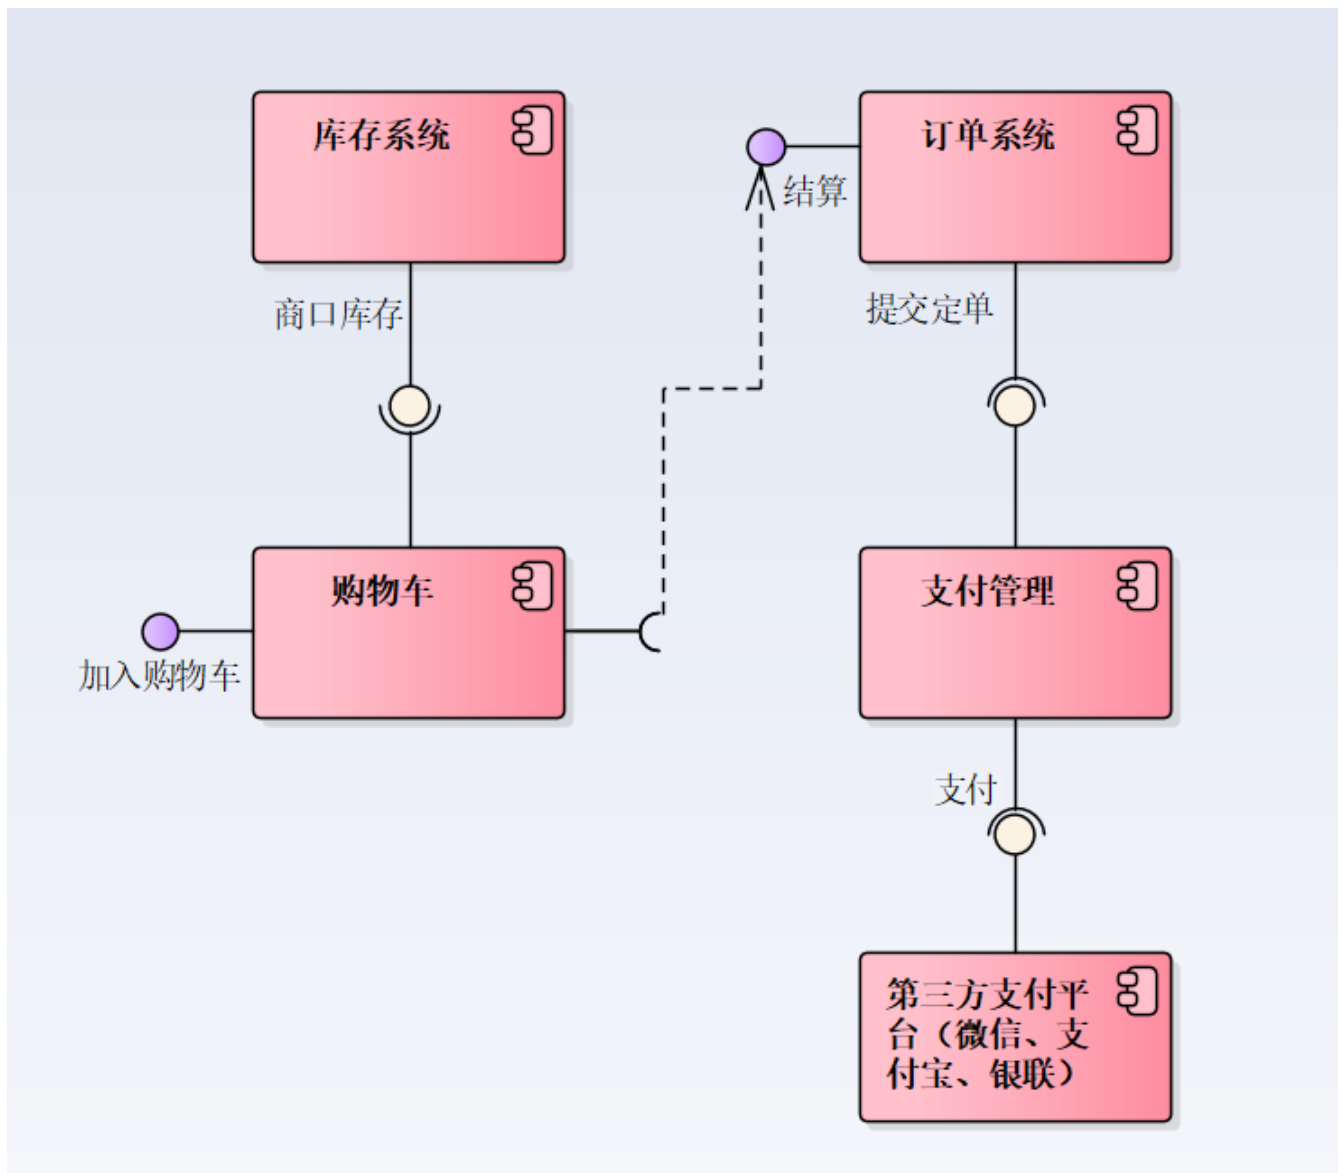 库存系统
订单系统
结算
商口库存
提交定单
购物车
支付管理
加入购物车
支付
第三方支付平
台（微信、支
付宝、银联）